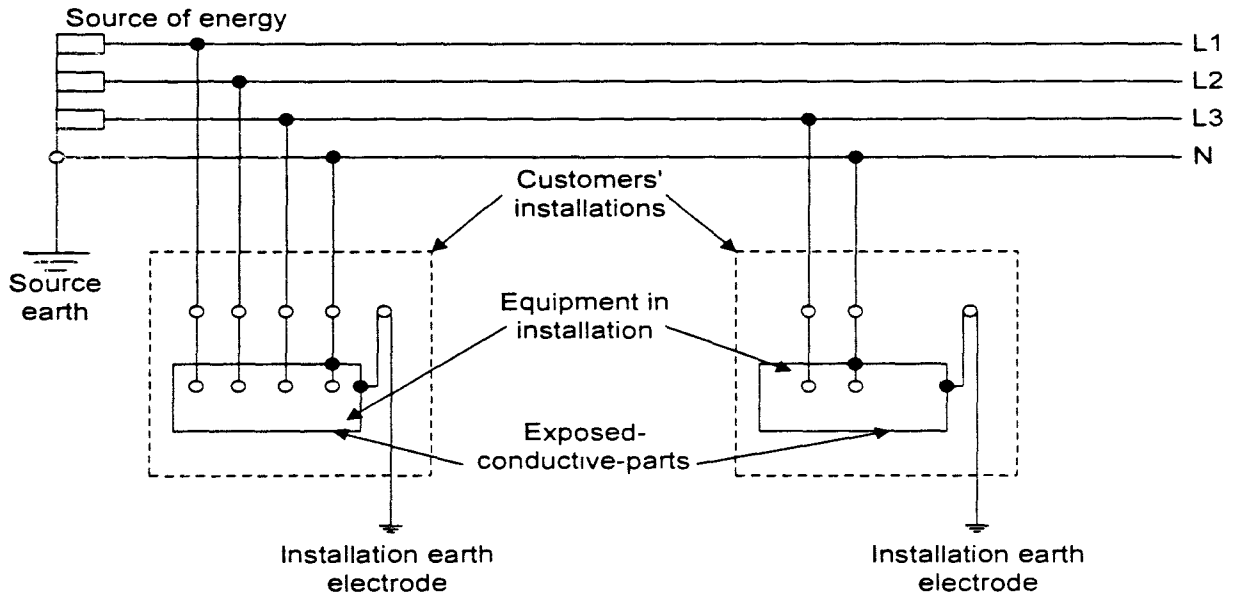 Source of energy
L1
L2
L3
N
Customers'
installations
Source
earth
Equipment in
installation
Exposed-
conductive-parts
Installation earth
electrode
Installation earth
electrode